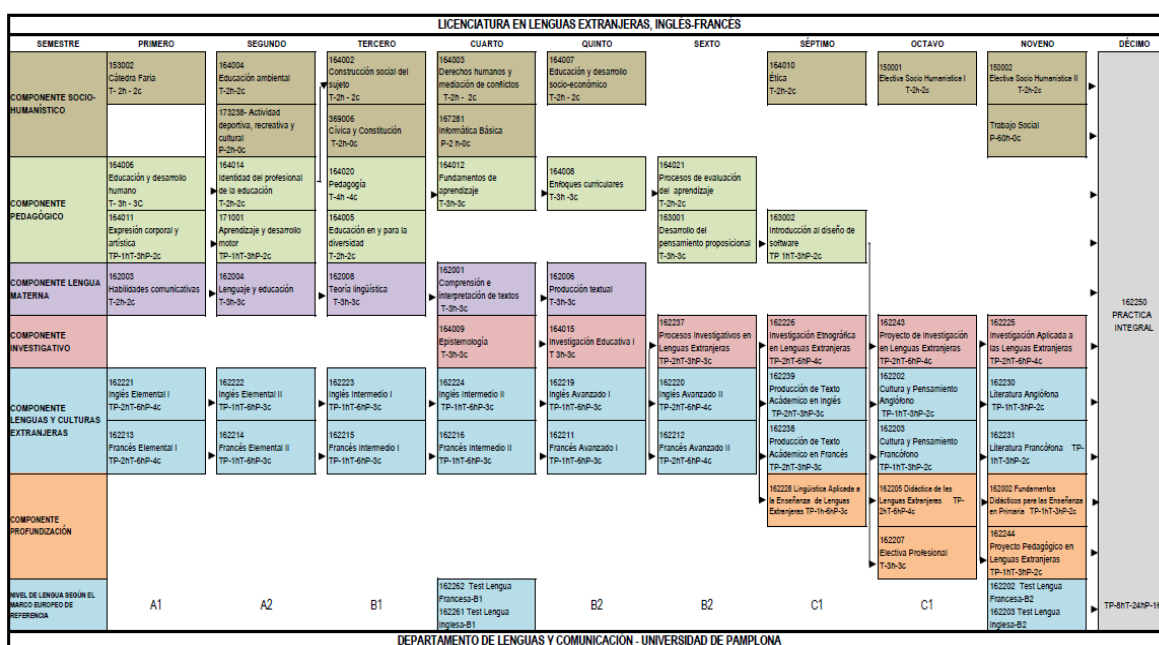 LICENCIATURA EN LENGUAS EXTRANJERAS, INGLÉS-FRANCÉS
SEMESTRE PRIMERO SEGUNDO TERCERO CUARTO QUINTO SEXTO SÉPTIMO OCTAVO NOVENO DÉCIMO
COMPONENTE SOCIO-
HUMANÍSTICO
153002
Cátedra Faria
T- 2h - 2c
164004
Educación ambiental
T-2h-2c
173238- Actividad
deportiva, recreativa y
cultural
P-2h-0c
164002
Construcción social del
sujeto
T-2h - 2c
369006
Cívica y Constitución
T-2h-0c
164003
Derechos humanos y
mediación de conflictos
T-2h - 2c
167281
Informática Básica
P-2 h-0c
164007
Educación y desarrollo
socio-económico
T-2h - 2c
164010
Ética
T-2h-2c
150001
Electiva Socio Humanística I
T-2h-2c
150002
Electiva Socio Humanística II
T-2h-2c
Trabajo Social
P-60h-0c
COMPONENTE
PEDAGÓGICO
164006
Educación y desarrollo
humano
T- 3h - 3C
164011
Expresión corporal y
artística
TP-1hT-3hP-2c
164014
Identidad del profesional
de la educación
T-2h-2c
171001
Aprendizaje y desarrollo
motor
TP-1hT-3hP-2c
164020
Pedagogía
T-4h -4c
164005
Educación en y para la
diversidad
T-2h-2c
164012
Fundamentos de
aprendizaje
T-3h-3c
164008
Enfoques curriculares
T-3h -3c
164021
Procesos de evaluación
del aprendizaje
T-2h-2c
163001
Desarrollo del
pensamiento proposicional
T-3h-3c
163002
Introducción al diseño de
software
TP 1hT-3hP-2c
COMPONENTE LENGUA
MATERNA
162003
Habilidades comunicativas
T-2h-2c
162004
Lenguaje y educación
T-3h-3c
162008
Teoría lingüística
T-3h-3c
162001
Comprensión e
interpretación de textos
T-3h-3c
162006
Producción textual
T-3h-3c
COMPONENTE
INVESTIGATIVO
164009
Epistemología
T-3h-3c
164015
Investigación Educativa I
T 3h-3c
162237
Procesos Investigativos en
Lenguas Extranjeras
TP-2hT-3hP-3c
162226
Investigación Etnográfica
en Lenguas Extranjeras
TP-2hT-6hP-4c
162243
Proyecto de Investigación
en Lenguas Extranjeras
TP-2hT-6hP-4c
162225
Investigación Aplicada a
las Lenguas Extranjeras
TP-2hT-6hP-4c
COMPONENTE
LENGUAS Y CULTURAS
EXTRANJERAS
162221
Inglés Elemental I
TP-2hT-6hP-4c
162213
Francés Elemental I
TP-2hT-6hP-4c
162222
Inglés Elemental II
TP-1hT-6hP-3c
162214
Francés Elemental II
TP-1hT-6hP-3c
162223
Inglés Intermedio I
TP-1hT-6hP-3c
162215
Francés Intermedio I
TP-1hT-6hP-3c
162224
Inglés Intermedio II
TP-1hT-6hP-3c
162216
Francés Intermedio II
TP-1hT-6hP-3c
162219
Inglés Avanzado I
TP-1hT-6hP-3c
162211
Francés Avanzado I
TP-1hT-6hP-3c
162220
Inglés Avanzado II
TP-2hT-6hP-4c
162212
Francés Avanzado II
TP-2hT-6hP-4c
162239
Producción de Texto
Acádemico en Inglés
TP-2hT-3hP-3c
162238
Producción de Texto
Acádemico en Francés
TP-2hT-3hP-3c
162202
Cultura y Pensamiento
Anglófono
TP-1hT-3hP-2c
162203
Cultura y Pensamiento
Francófono
TP-1hT-3hP-2c
162230
Literatura Anglófona
TP-1hT-3hP-2c
162231
Literatura Francófona TP-
1hT-3hP-2c
COMPONENTE
PROFUNDIZACIÓN
162228 Lingüística Aplicada a
la Enseñanza de Lenguas
Extranjeras TP-1h-6hP-3c
162205 Didáctica de las
Lenguas Extranjeras TP-
2hT-6hP-4c
162207
Electiva Profesional
T-3h-3c
162002 Fundamentos
Didácticos para las Enseñanza
en Primaria TP-1hT-3hP-2c
162244
Proyecto Pedagógico en
Lenguas Extranjeras
TP-1hT-3hP-2c
162250
PRACTICA
INTEGRAL
NIVEL DE LENGUA SEGÚN EL
MARCO EUROPEO DE
REFERENCIA
A1
A2
B1
162262 Test Lengua
Francesa-B1
162261 Test Lengua
Inglesa-B1
B2
B2
C1
C1
162202 Test Lengua
Francesa-B2
162203 Test Lengua
Inglesa-B2
TP-8hT-24hP-16
DEPARTAMENTO DE LENGUAS Y COMUNICACIÓN - UNIVERSIDAD DE PAMPLONA